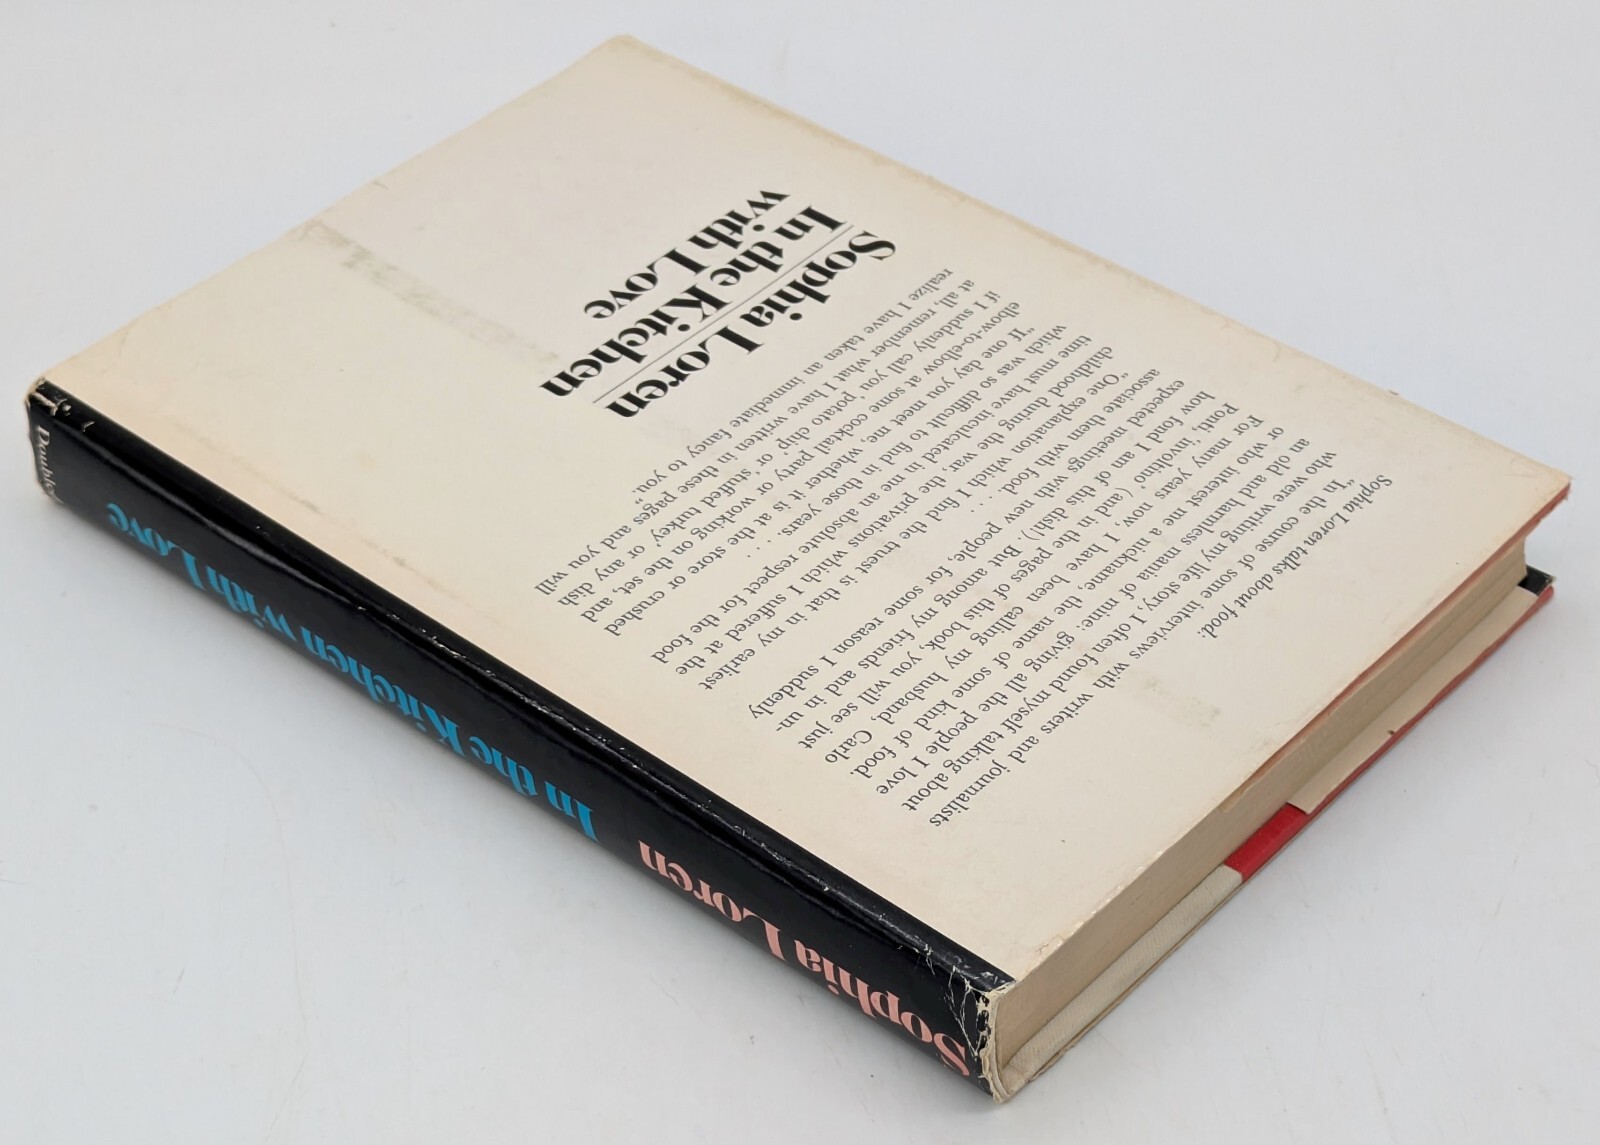 Sophia Loren
In the Kitchen
with Love
Sophia Loren talks about food:
“In the course of some interviews with writers and journalists
who were writing my life story, I often found myself talking about
an old and harmless mania of mine: giving all the people I love
or who interest me a nickname, the name of some kind of food.
For many years now, I have been calling my husband, Carlo
Ponti, ‘involtino’ (and in the pages of this book, you will see just
how fond I am of this dish!). But among my friends and in un-
expected meetings with new people, for some reason I suddenly
associate them with food. . . .
“One explanation which I find the truest is that in my earliest
childhood during the war, the privations which I suffered at the
time must have inculcated in me an absolute respect for the food
which was so difficult to find in those years. . . .
“If one day you meet me, whether it is at the store or crushed
elbow-to-elbow at some cocktail party or working on the set, and
if I suddenly call you ‘potato chip’ or ‘stuffed turkey’ or any dish
at all, remember what I have written in these pages and you will
realize I have taken an immediate fancy to you.”
Sophia Loren In the Kitchen with Love